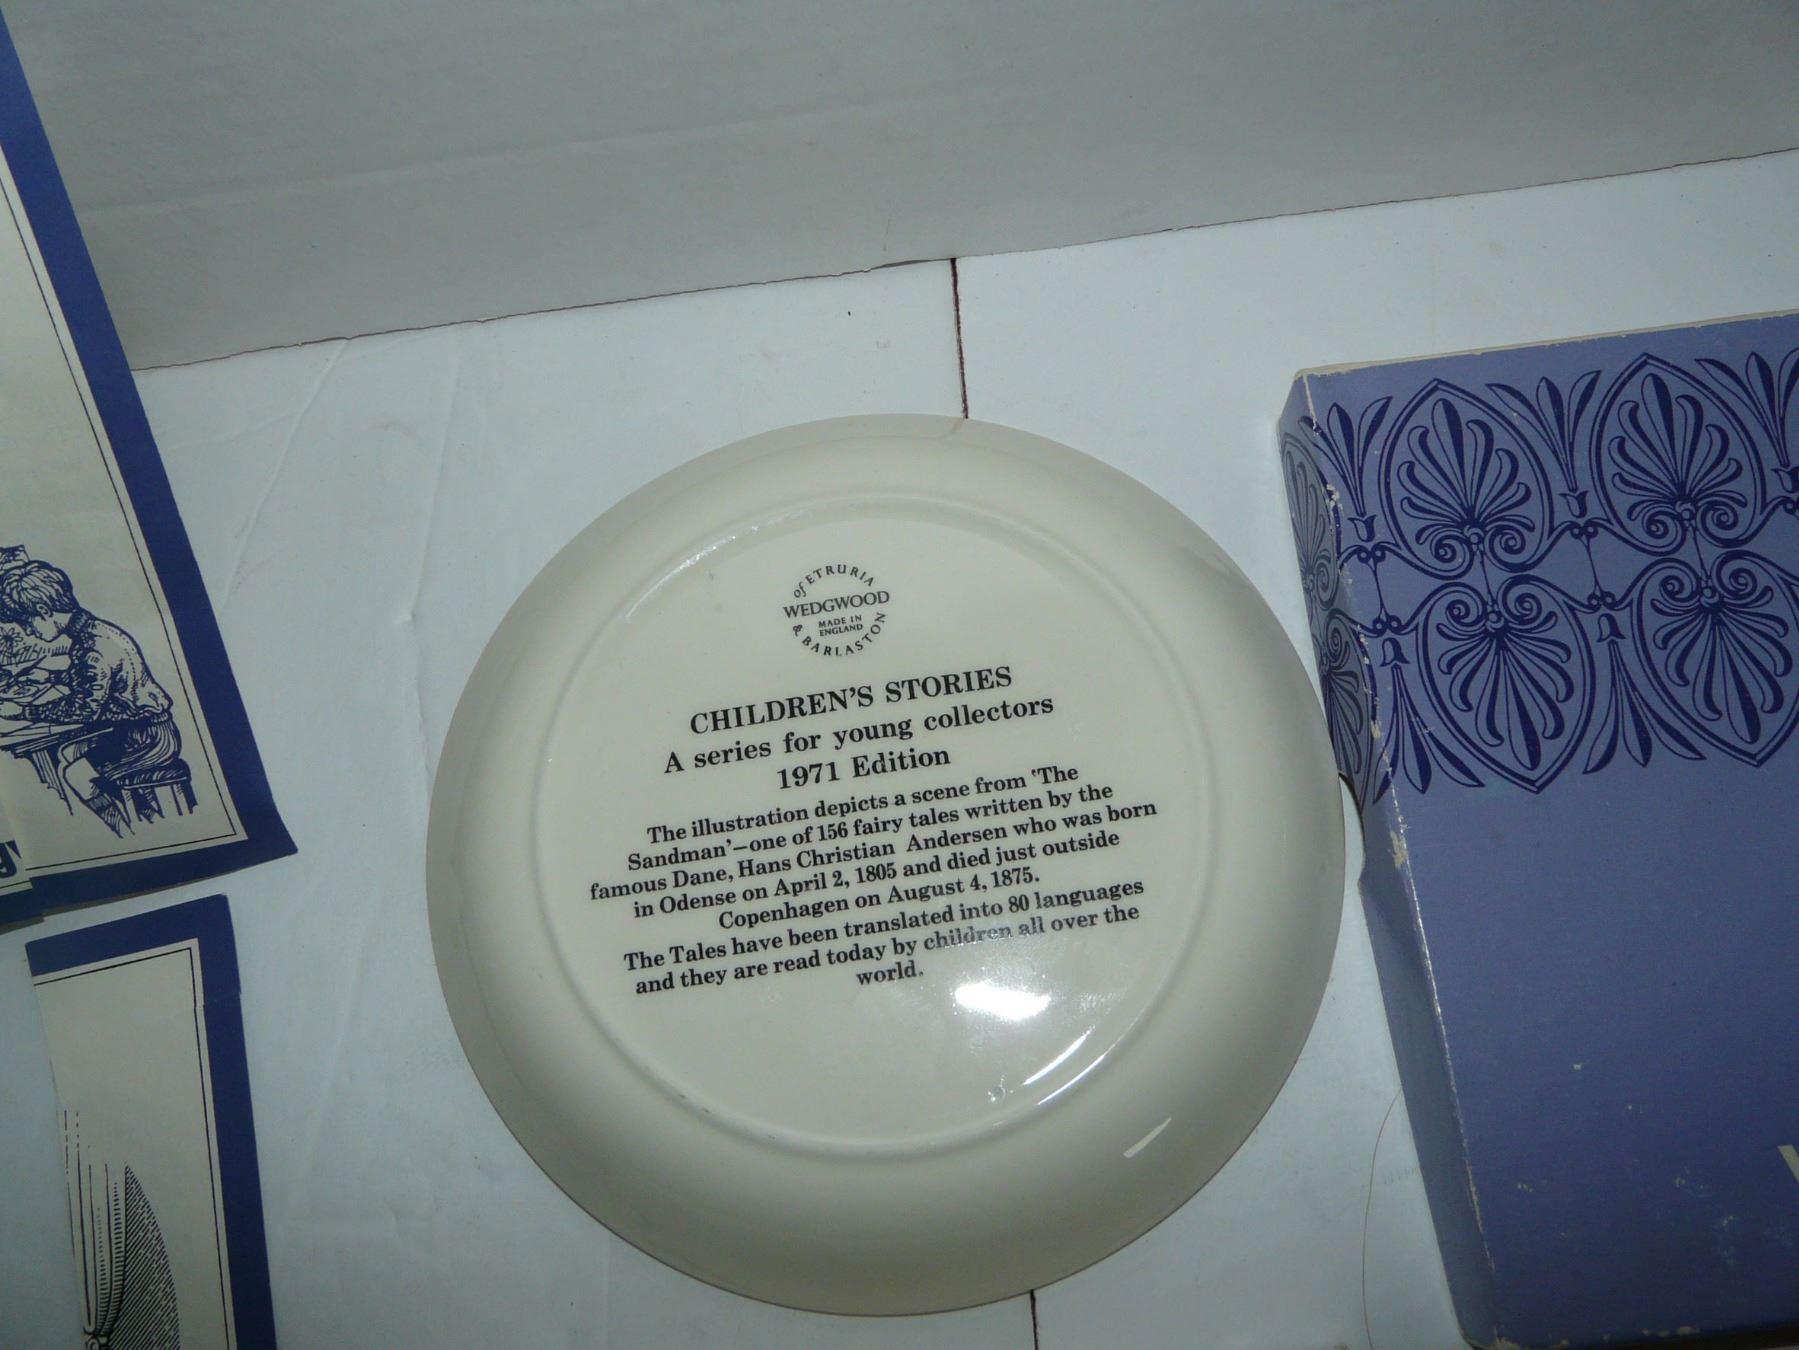 of ETRURIA
WEDGWOOD
MADE IN
ENGLAND
& BARLASTON
CHILDREN'S STORIES
A series for young collectors
1971 Edition
The illustration depicts a scene from 'The
Sandman'–one of 156 fairy tales written by the
famous Dane, Hans Christian Andersen who was born
in Odense on April 2, 1805 and died just outside
Copenhagen on August 4, 1875.
The Tales have been translated into 80 languages
and they are read today by children all over the
world.